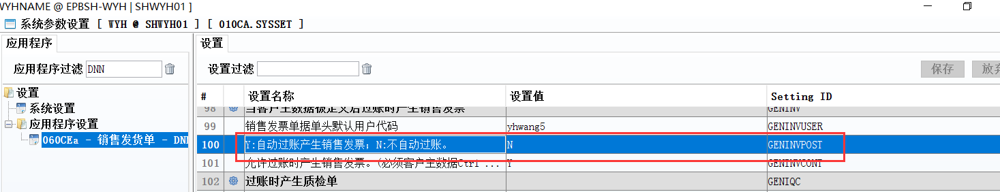 WYHNAME @ EPBSH-WYH | SHWYH01 ]
系统参数设置 [ WYH @ SHWYH01 ] [ 010CA.SYSSET ]
应用程序
应用程序过滤 DNN
设置
系统设置
应用程序设置
060CEa - 销售发货单 - DNN
设置
设置过滤
保存 放弃
# 设置名称 设置值 Setting ID
98 当客户主数据被定义后过账时产生销售发票 GENINV
99 销售发票单据单头默认用户代码 yhwang5 GENINVUSER
100 Y:自动过账产生销售发票；N:不自动过账。 N GENINVPOST
101 允许过账时产生销售发票。(必须客户主数据Ctrl ... Y GENINVCONT
102 过账时产生质检单 GENIQC